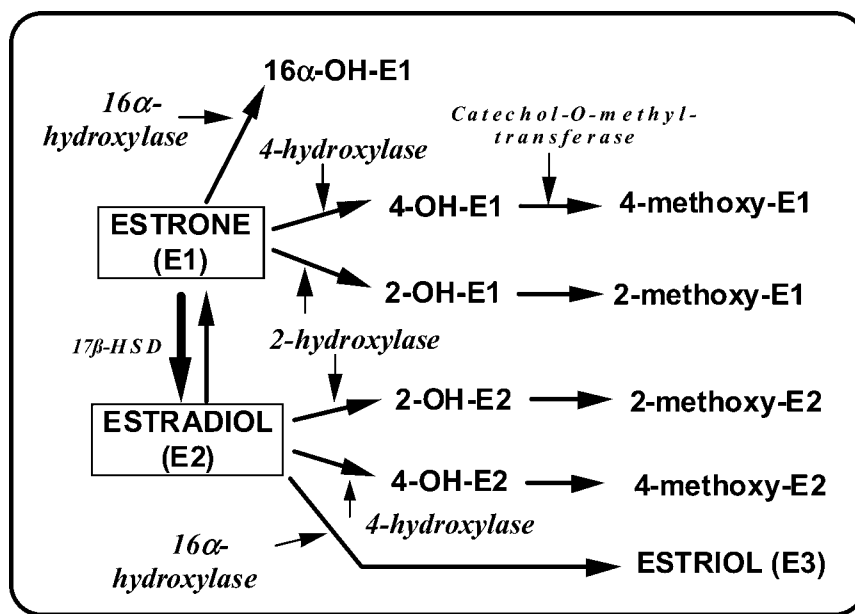 16α-OH-E1
16α-
hydroxylase
Catechol-O-methyl-
transferase
4-hydroxylase
ESTRONE
(E1)
4-OH-E1
4-methoxy-E1
2-OH-E1
2-methoxy-E1
17β-HSD
2-hydroxylase
ESTRADIOL
(E2)
2-OH-E2
2-methoxy-E2
4-OH-E2
4-methoxy-E2
4-hydroxylase
16α-
hydroxylase
ESTRIOL (E3)